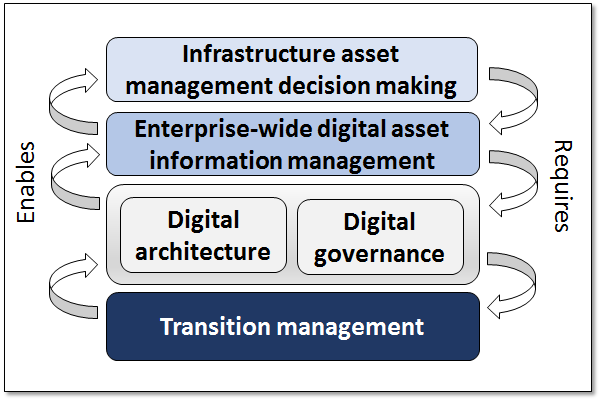 Infrastructure asset
management decision making
Enterprise-wide digital asset
information management
Enables
Requires
Digital
architecture
Digital
governance
Transition management